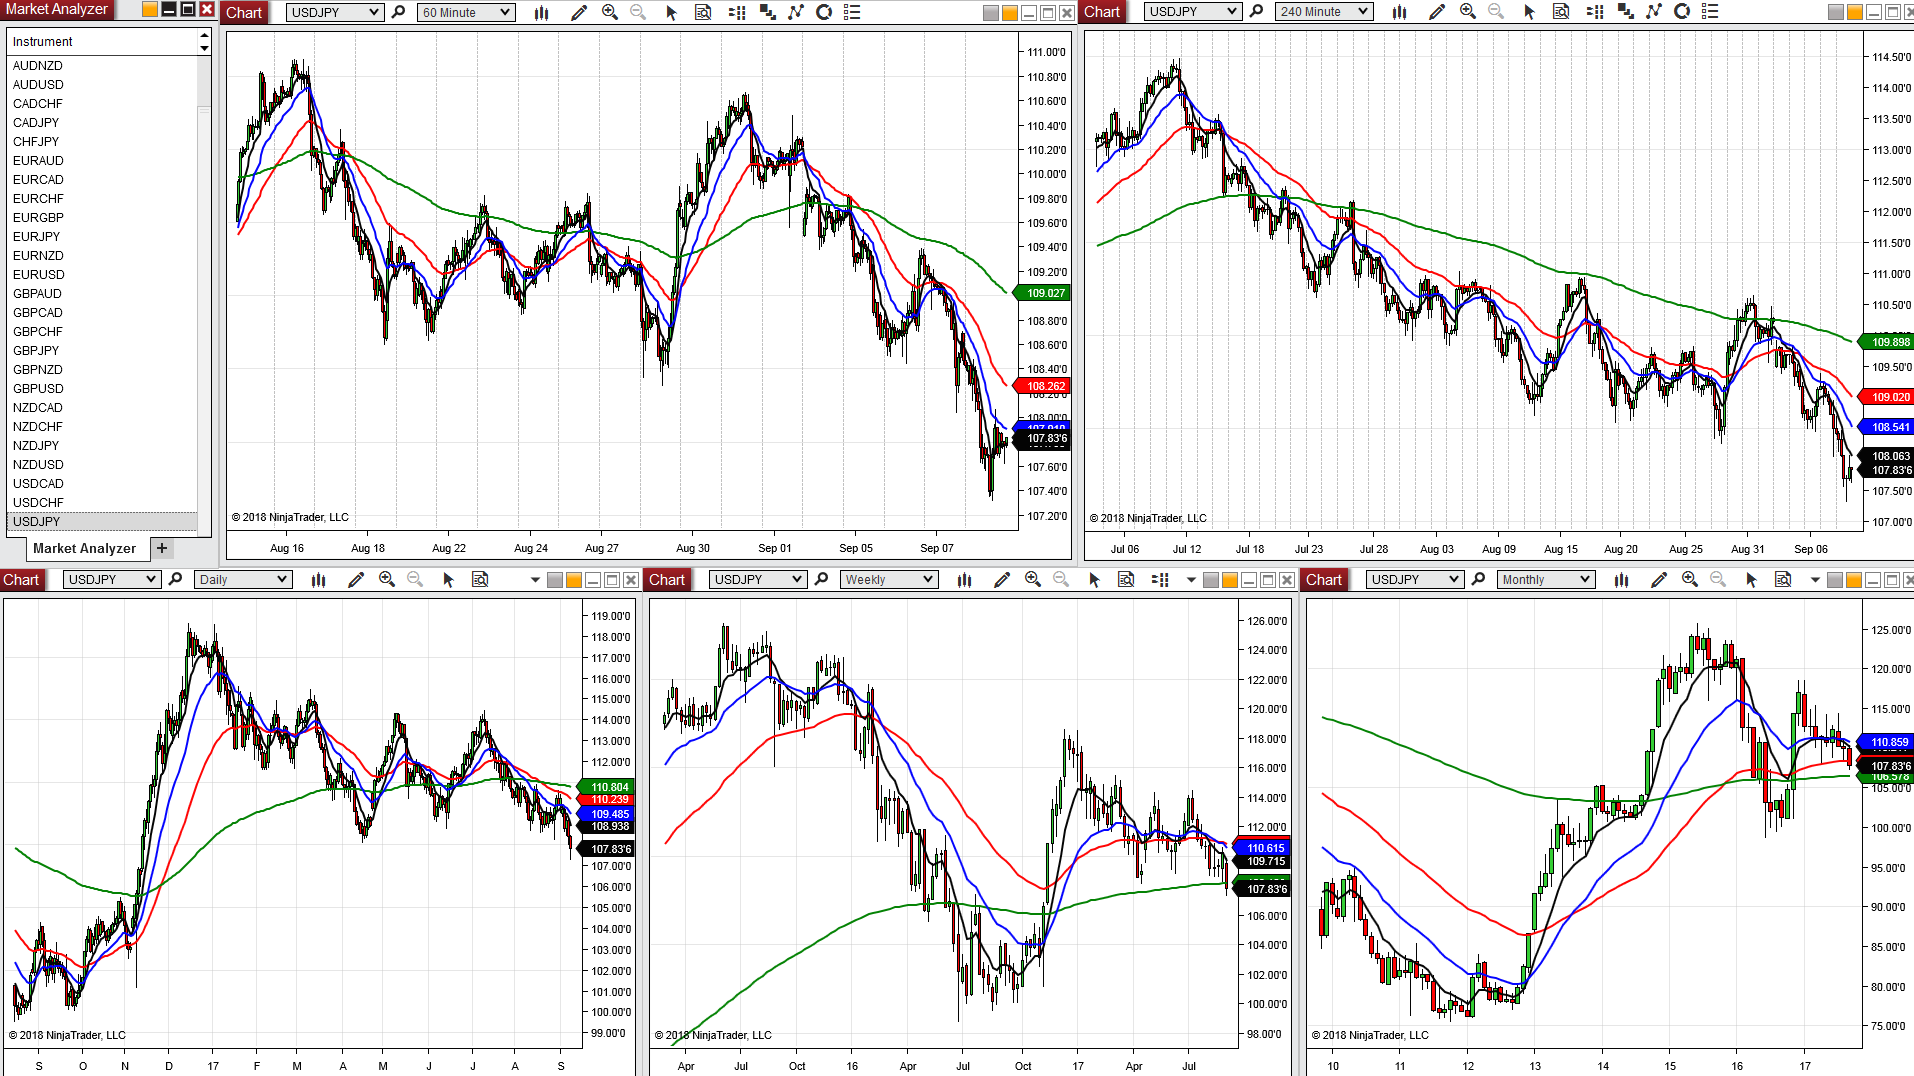 Market Analyzer
Instrument
AUDNZD
AUDUSD
CADCHF
CADJPY
CHFJPY
EURAUD
EURCAD
EURCHF
EURGBP
EURJPY
EURNZD
EURUSD
GBPAUD
GBPCAD
GBPCHF
GBPJPY
GBPNZD
GBPUSD
NZDCAD
NZDCHF
NZDJPY
NZDUSD
USDCAD
USDCHF
USDJPY
Market Analyzer +
Chart USDJPY 60 Minute
111.00'0
110.80'0
110.60'0
110.40'0
110.20'0
110.00'0
109.80'0
109.60'0
109.40'0
109.20'0
109.027
108.80'0
108.60'0
108.40'0
108.262
108.20'0
108.00'0
107.83'6
107.60'0
107.40'0
107.20'0
© 2018 NinjaTrader, LLC
Aug 16 Aug 18 Aug 22 Aug 24 Aug 27 Aug 30 Sep 01 Sep 05 Sep 07
Chart USDJPY 240 Minute
114.50'0
114.00'0
113.50'0
113.00'0
112.50'0
112.00'0
111.50'0
111.00'0
110.50'0
109.898
109.50'0
109.020
108.541
108.063
107.83'6
107.50'0
107.00'0
© 2018 NinjaTrader, LLC
Jul 06 Jul 12 Jul 18 Jul 23 Jul 28 Aug 03 Aug 09 Aug 15 Aug 20 Aug 25 Aug 31 Sep 06
Chart USDJPY Daily
119.00'0
118.00'0
117.00'0
116.00'0
115.00'0
114.00'0
113.00'0
112.00'0
110.804
110.239
109.485
108.938
107.83'6
107.00'0
106.00'0
105.00'0
104.00'0
103.00'0
102.00'0
101.00'0
100.00'0
99.00'0
© 2018 NinjaTrader, LLC
S O N D 17 F M A M J J A S
Chart USDJPY Weekly
126.00'0
124.00'0
122.00'0
120.00'0
118.00'0
116.00'0
114.00'0
112.00'0
110.615
109.715
107.83'6
106.00'0
104.00'0
102.00'0
100.00'0
98.00'0
© 2018 NinjaTrader, LLC
Apr Jul Oct 16 Apr Jul Oct 17 Apr Jul
Chart USDJPY Monthly
125.00'0
120.00'0
115.00'0
110.859
107.83'6
106.578
105.00'0
100.00'0
95.00'0
90.00'0
85.00'0
80.00'0
75.00'0
© 2018 NinjaTrader, LLC
10 11 12 13 14 15 16 17